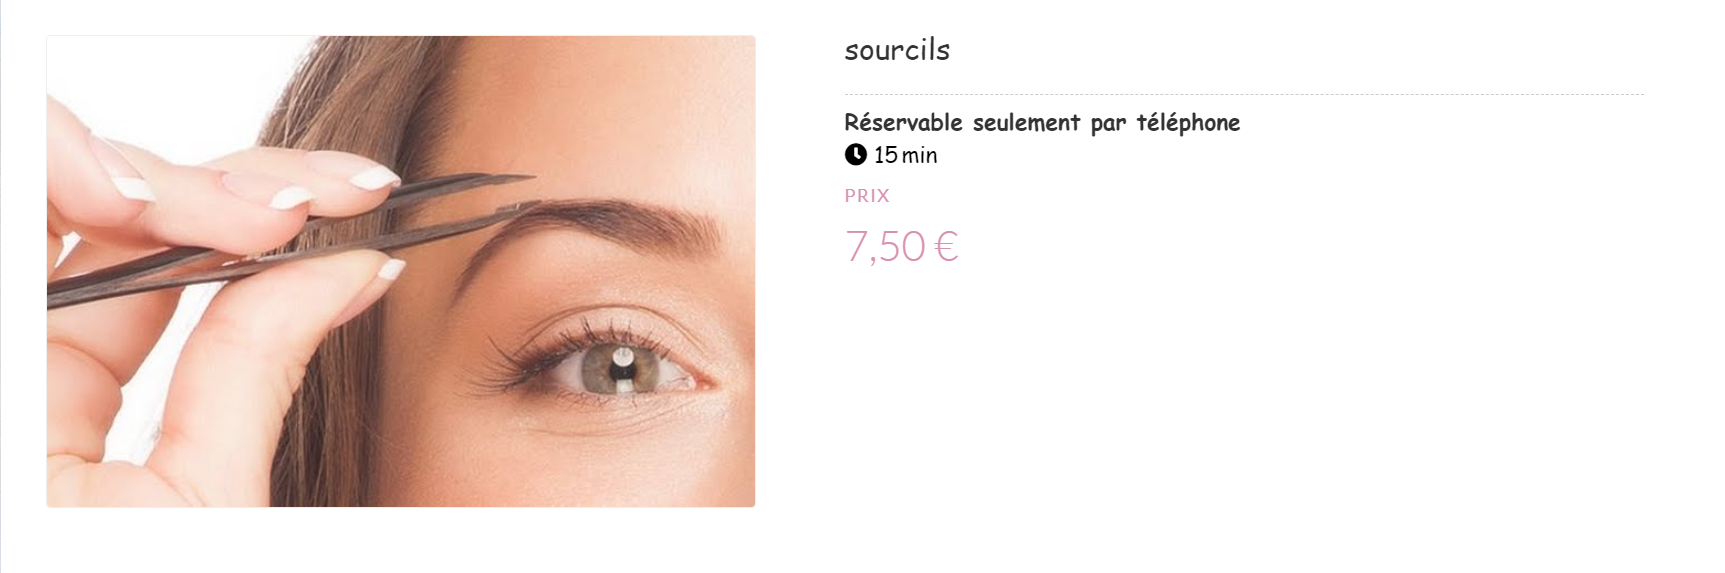 sourcils
Réservable seulement par téléphone
15 min
PRIX
7,50 €